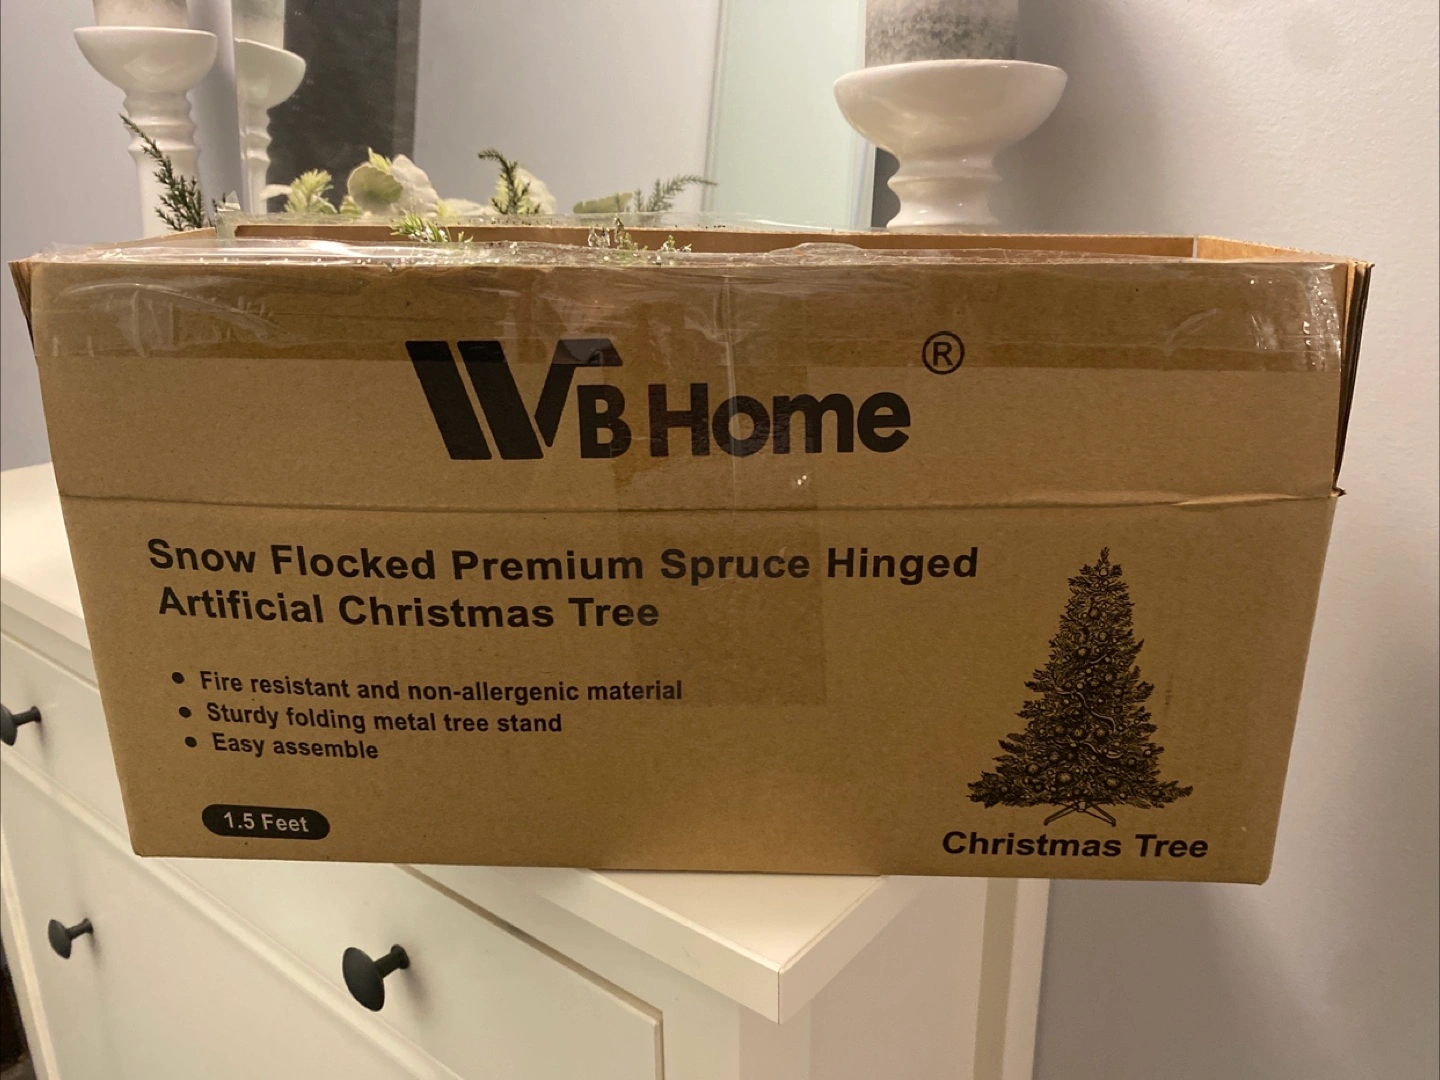 WB Home ®
Snow Flocked Premium Spruce Hinged
Artificial Christmas Tree
• Fire resistant and non-allergenic material
• Sturdy folding metal tree stand
• Easy assemble
1.5 Feet
Christmas Tree